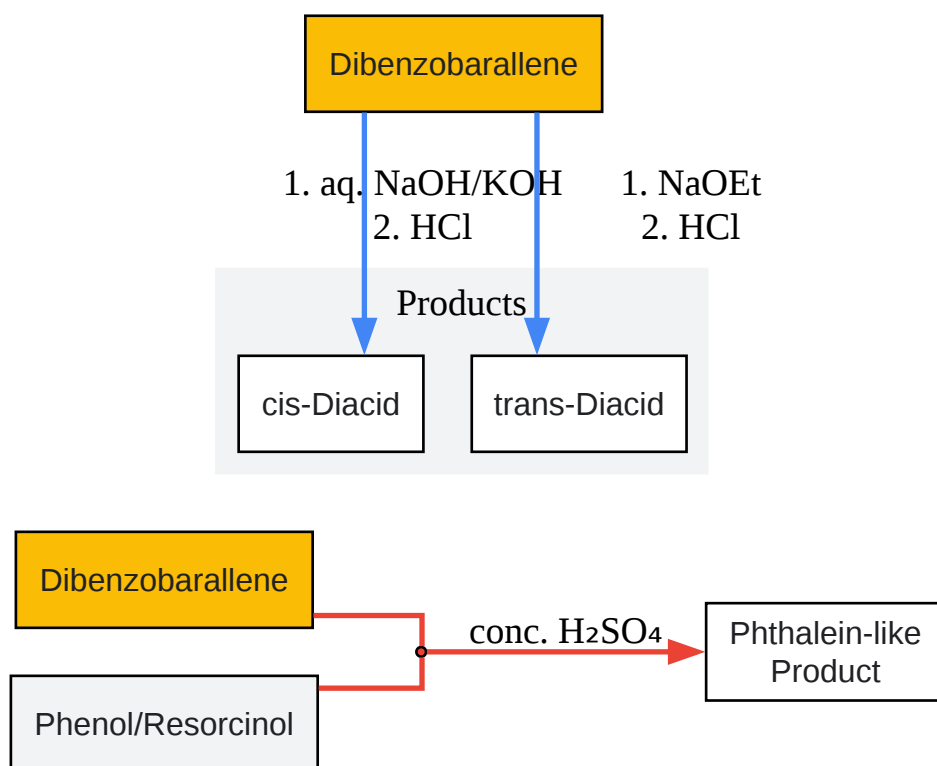 Dibenzobarallene
1. aq. NaOH/KOH
2. HCl
1. NaOEt
2. HCl
Products
cis-Diacid
trans-Diacid
Dibenzobarallene
Phenol/Resorcinol
conc. H₂SO₄
Phthalein-like
Product